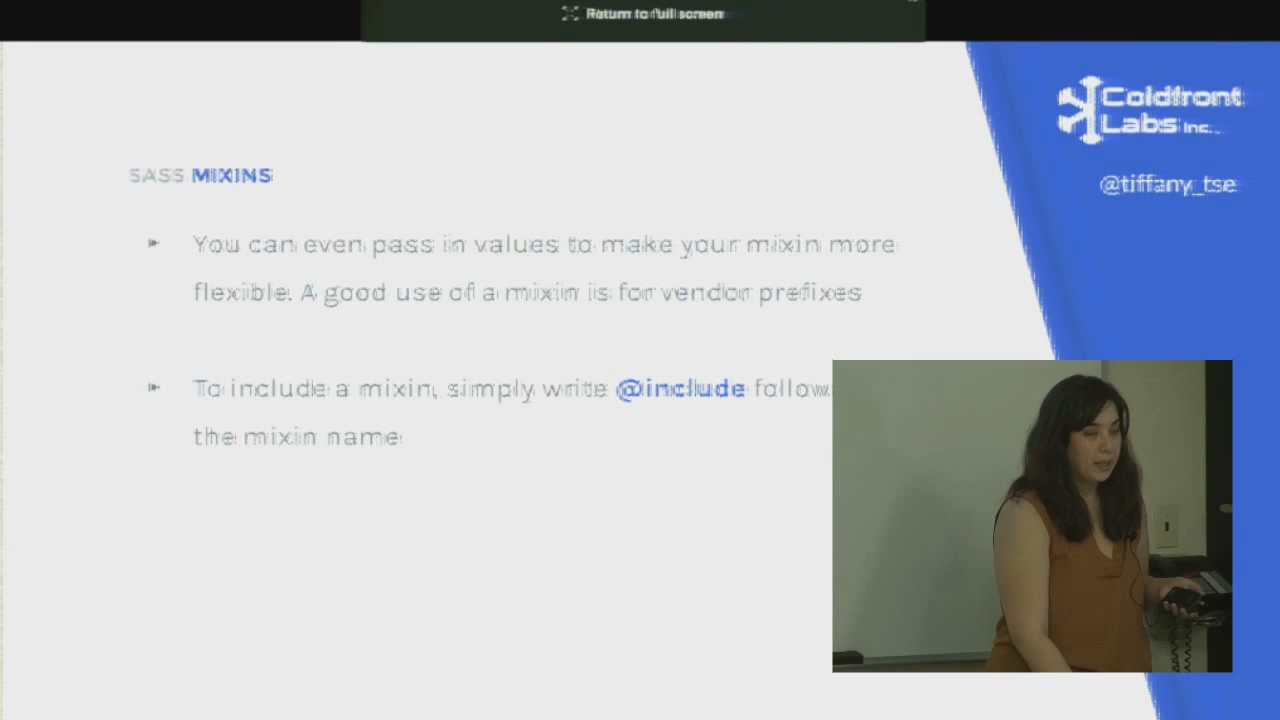 Return to full screen
Coldfront
Labs Inc.
@tiffany_tse
SASS MIXINS
You can even pass in values to make your mixin more
flexible. A good use of a mixin is for vendor prefixes
To include a mixin, simply write @include follow
the mixin name